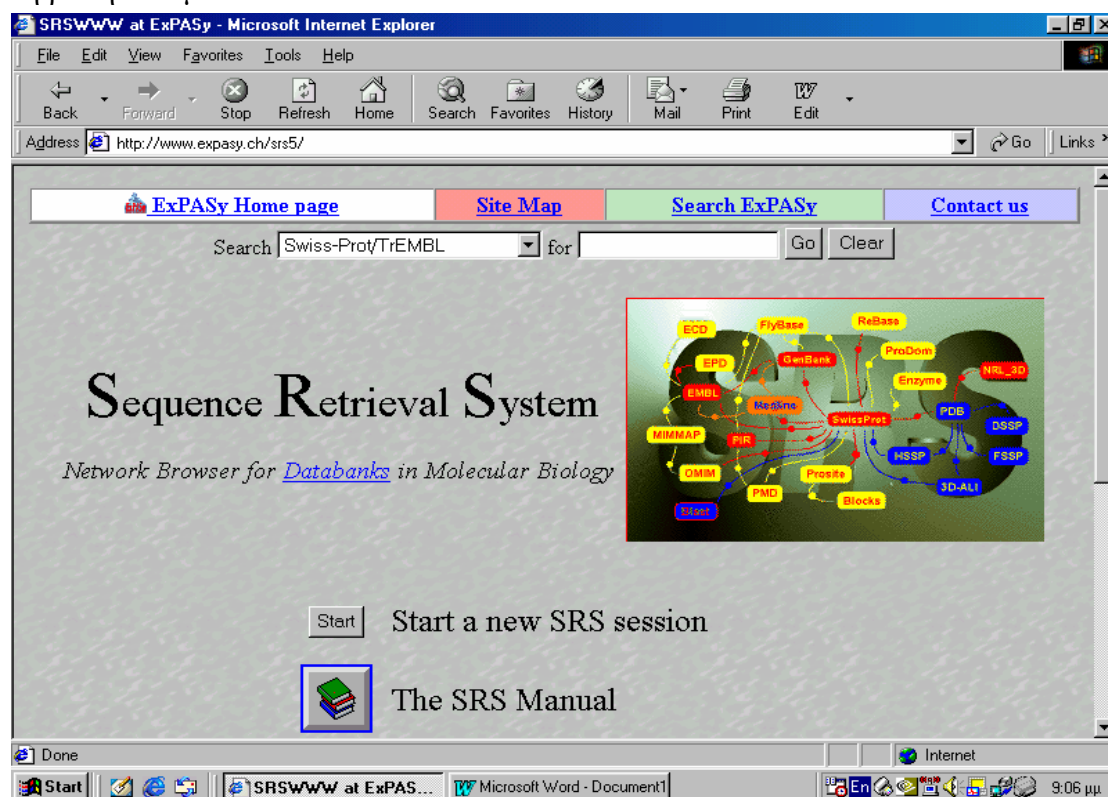 SRSWWW at ExPASy - Microsoft Internet Explorer
File Edit View Favorites Tools Help
Back Forward Stop Refresh Home Search Favorites History Mail Print Edit
Address http://www.expasy.ch/srs5/ Go Links
ExPASy Home page Site Map Search ExPASy Contact us
Search Swiss-Prot/TrEMBL for Go Clear
Sequence Retrieval System
Network Browser for Databanks in Molecular Biology
ECD FlyBase ReBase
EPD GenBank ProDom
EMBL Medline Enzyme NRL_3D
MIMMAP PIR SwissProt PDB DSSP
OMIM Prosite HSSP FSSP
Blast PMD Blocks 3D-ALI
Start Start a new SRS session
The SRS Manual
Done Internet
Start SRSWWW at ExPAS... Microsoft Word - Document1 En 9:06 μμ